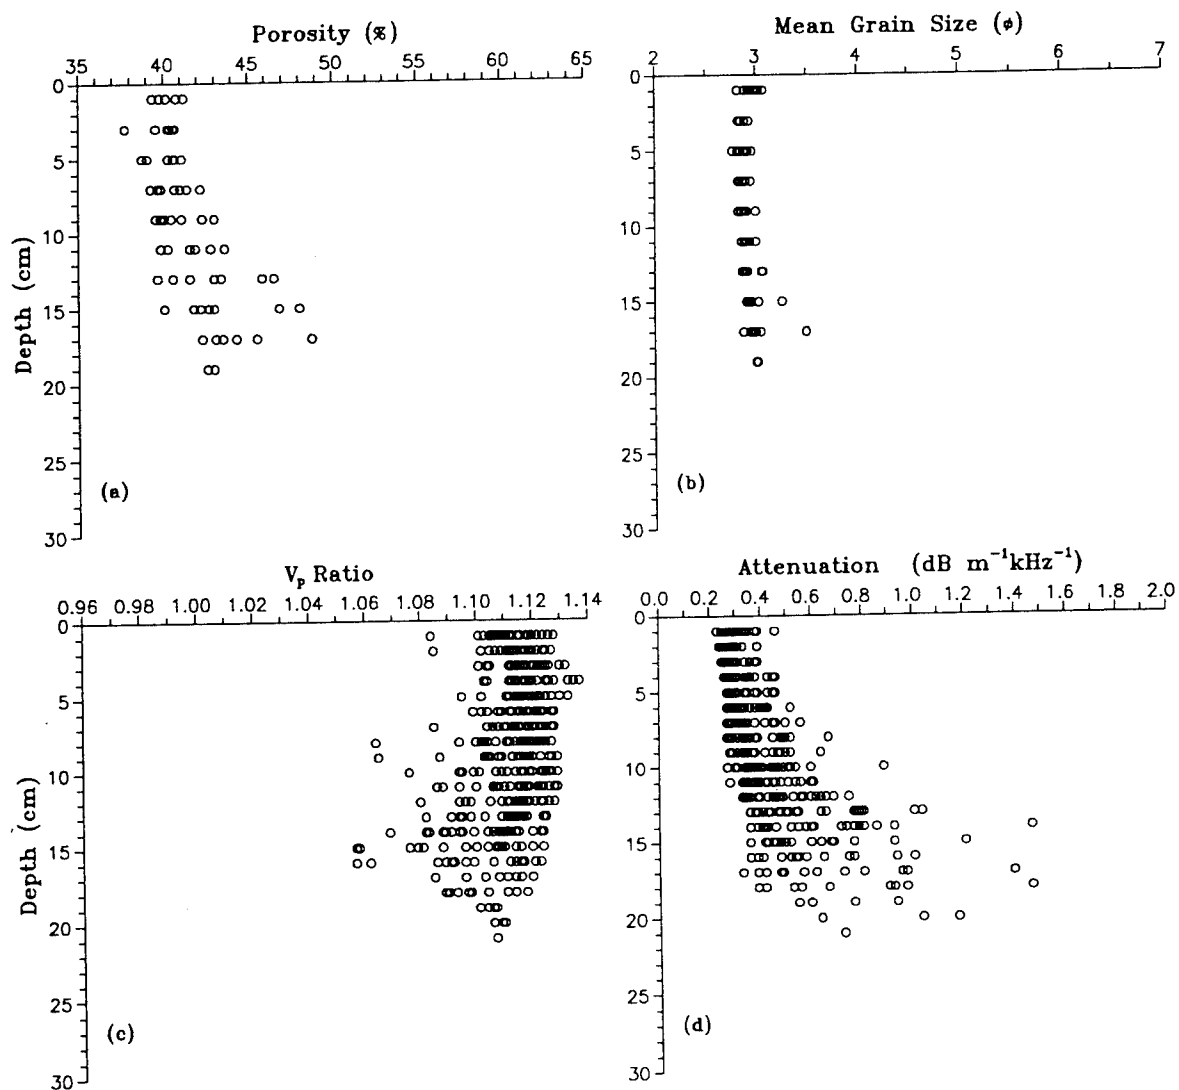 Porosity (%)
35 40 45 50 55 60 65
0
5
10
15
20
25
30
Depth (cm)
(a)
Mean Grain Size (ϕ)
2 3 4 5 6 7
0
5
10
15
20
25
30
(b)
Vp Ratio
0.96 0.98 1.00 1.02 1.04 1.06 1.08 1.10 1.12 1.14
0
5
10
15
20
25
30
Depth (cm)
(c)
Attenuation (dB m⁻¹kHz⁻¹)
0.0 0.2 0.4 0.6 0.8 1.0 1.2 1.4 1.6 1.8 2.0
0
5
10
15
20
25
30
(d)